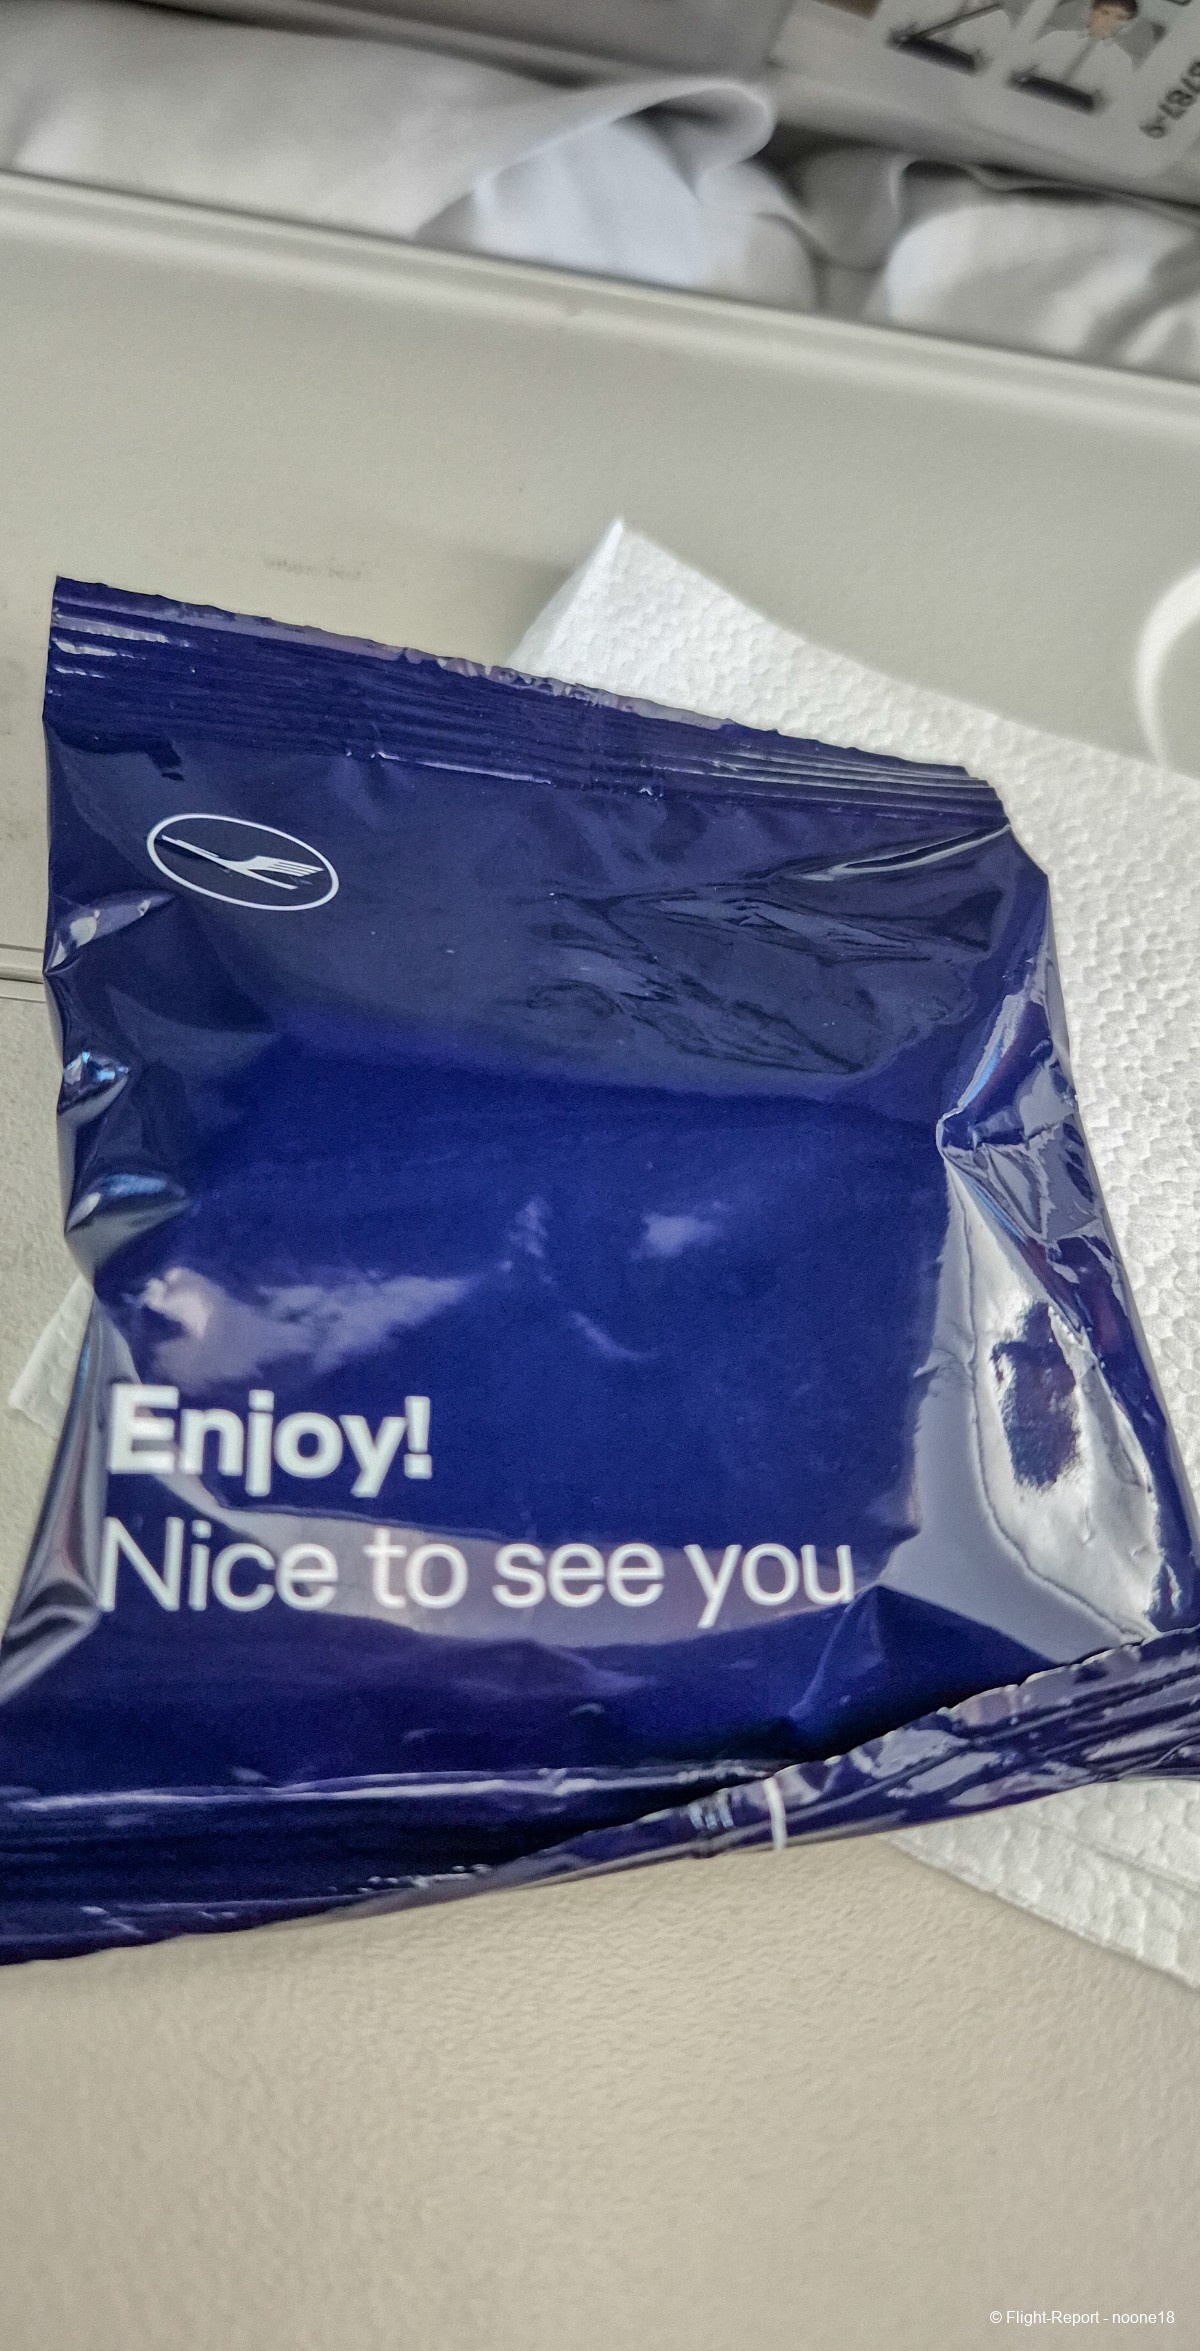 Enjoy!
Nice to see you
© Flight-Report - noone18